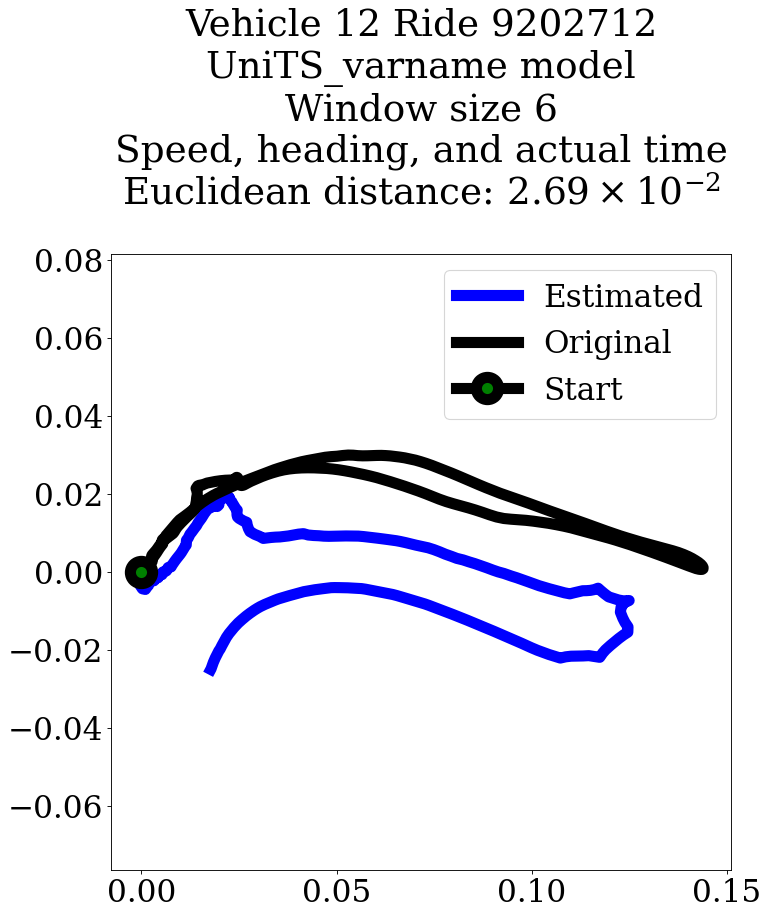 Vehicle 12 Ride 9202712
UniTS_varname model
Window size 6
Speed, heading, and actual time
Euclidean distance: 2.69 × 10⁻²
Estimated
Original
Start
0.08
0.06
0.04
0.02
0.00
−0.02
−0.04
−0.06
0.00 0.05 0.10 0.15